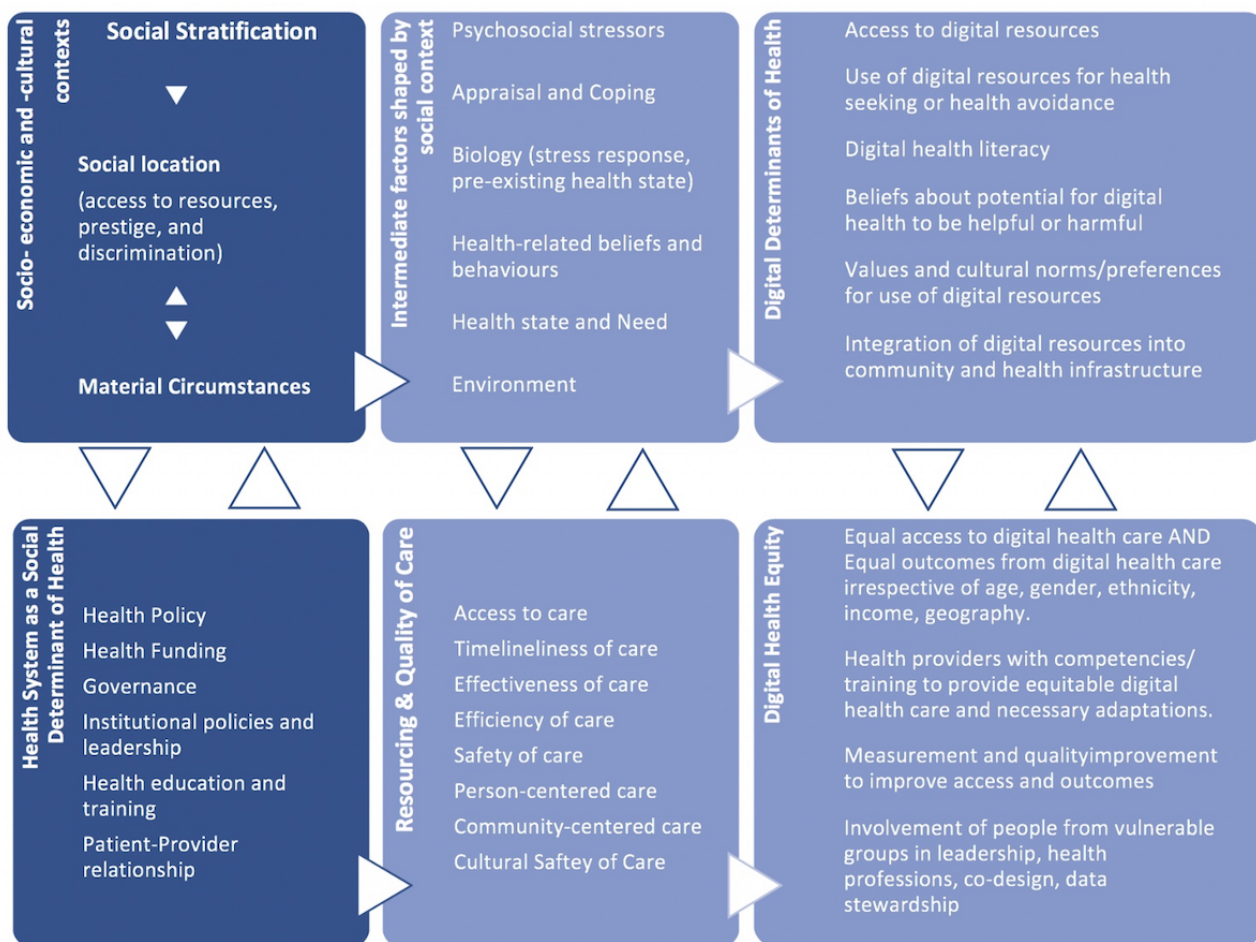 Socio- economic and -cultural
contexts
Social Stratification
Social location
(access to resources,
prestige, and
discrimination)
Material Circumstances
Intermediate factors shaped by
social context
Psychosocial stressors
Appraisal and Coping
Biology (stress response,
pre-existing health state)
Health-related beliefs and
behaviours
Health state and Need
Environment
Digital Determinants of Health
Access to digital resources
Use of digital resources for health
seeking or health avoidance
Digital health literacy
Beliefs about potential for digital
health to be helpful or harmful
Values and cultural norms/preferences
for use of digital resources
Integration of digital resources into
community and health infrastructure
Health System as a Social
Determinant of Health
Health Policy
Health Funding
Governance
Institutional policies and
leadership
Health education and
training
Patient-Provider
relationship
Resourcing & Quality of Care
Access to care
Timelineliness of care
Effectiveness of care
Efficiency of care
Safety of care
Person-centered care
Community-centered care
Cultural Saftey of Care
Digital Health Equity
Equal access to digital health care AND
Equal outcomes from digital health care
irrespective of age, gender, ethnicity,
income, geography.
Health providers with competencies/
training to provide equitable digital
health care and necessary adaptations.
Measurement and qualityimprovement
to improve access and outcomes
Involvement of people from vulnerable
groups in leadership, health
professions, co-design, data
stewardship